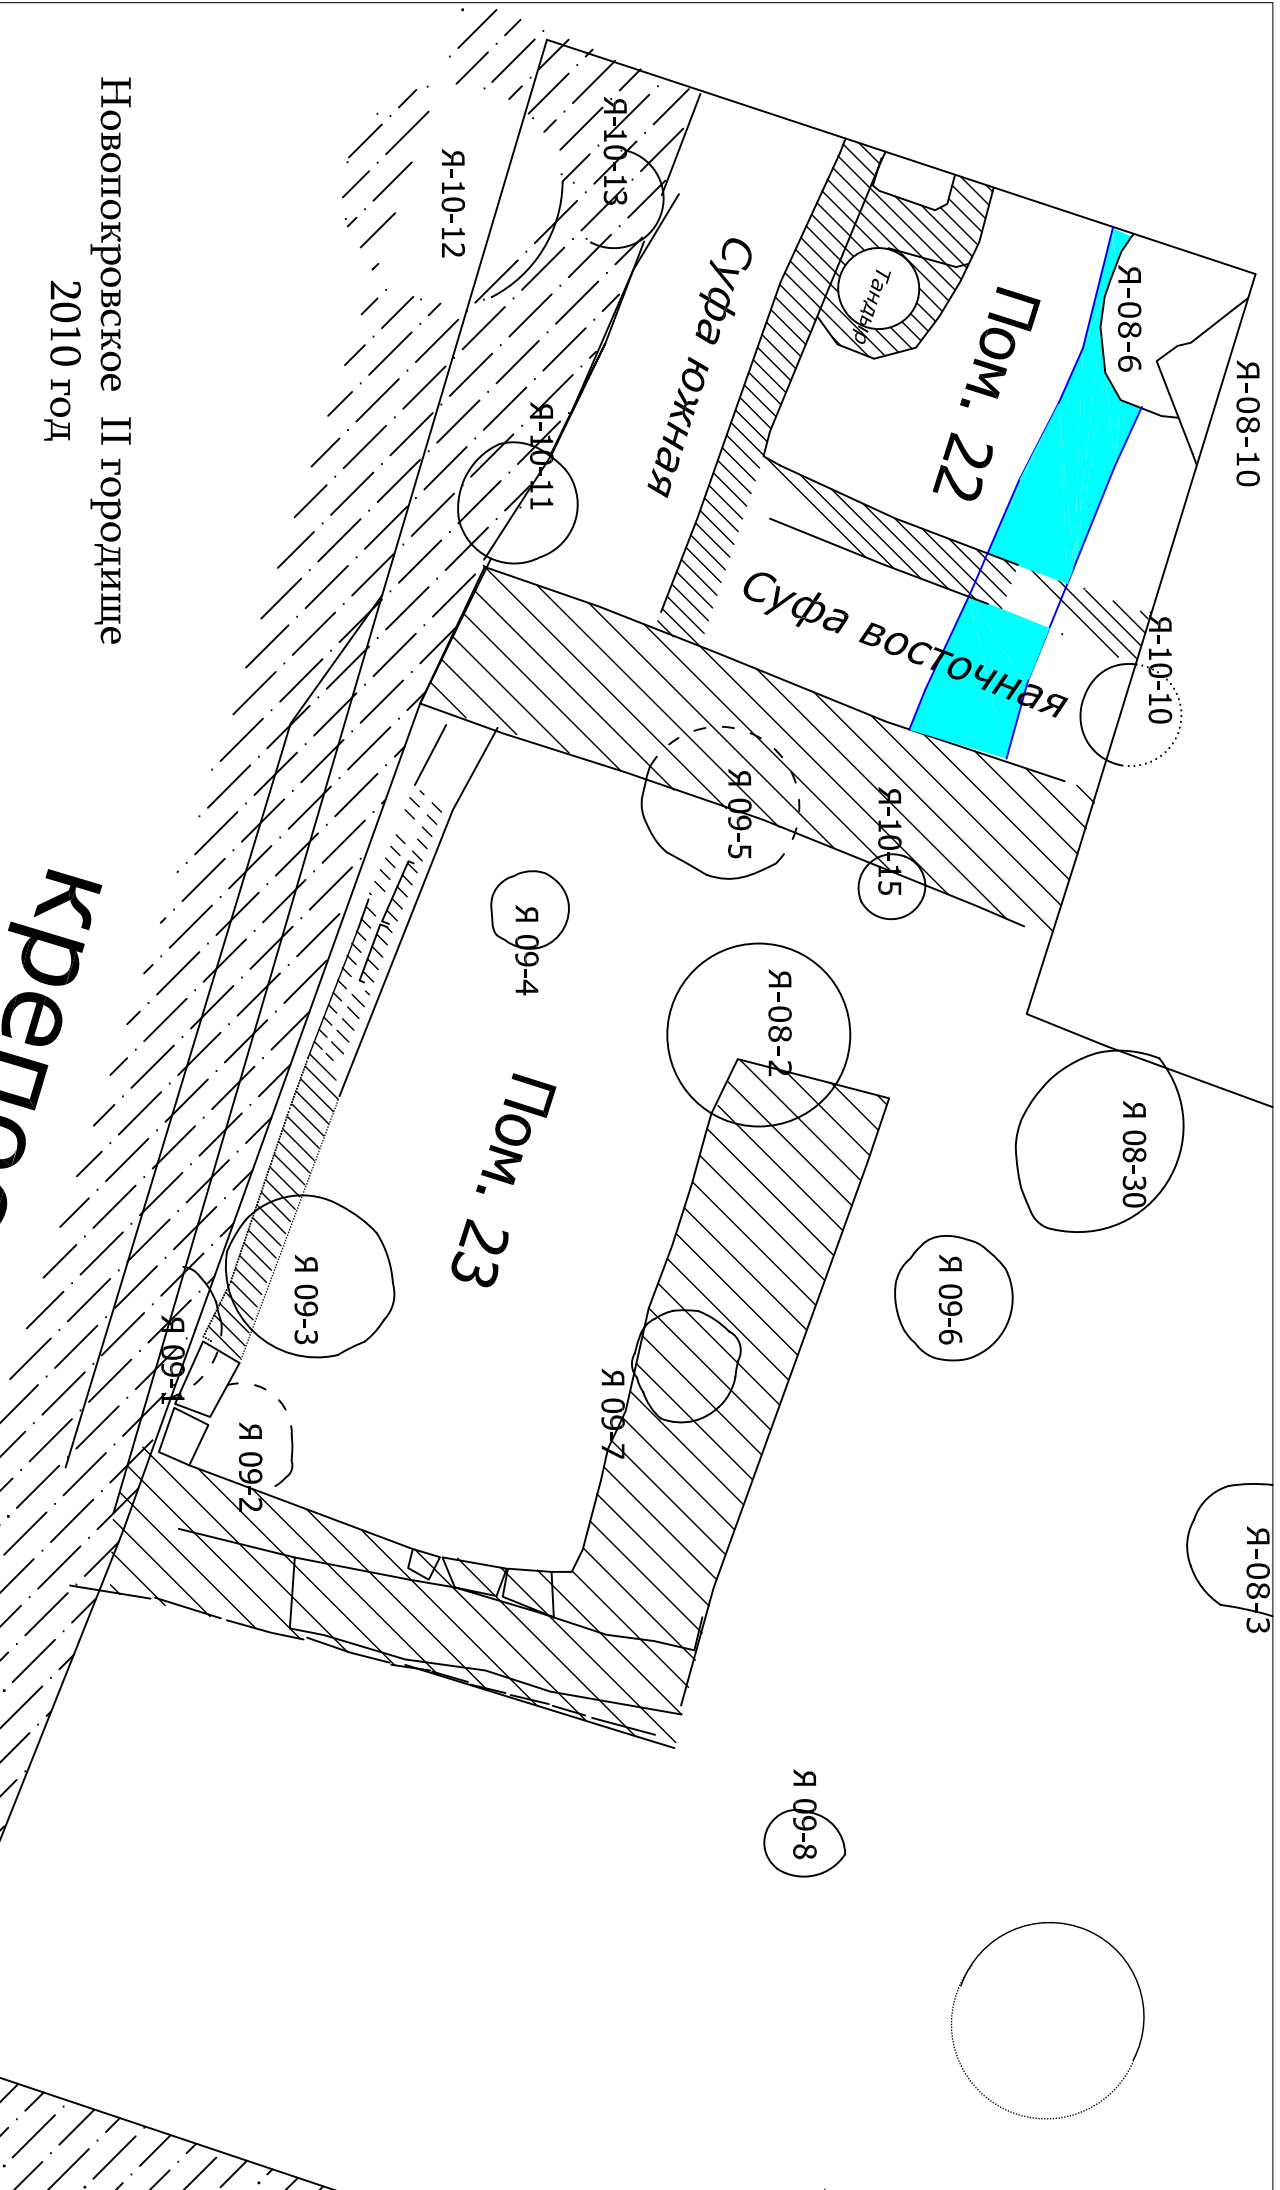 Новопокровское II городище
2010 год
Я-08-10
Я-08-6
Пом. 22
Тандыр
Я-10-13
Я-10-12
Суфа южная
Я-10-11
Суфа восточная
Я-10-10
Я 09-5
Я-10-15
Я 09-4
Я-08-2
Пом. 23
Я 08-30
Я 09-6
Я 09-3
Я 09-1
Я 09-7
Я 09-2
Я-08-3
Я 09-8